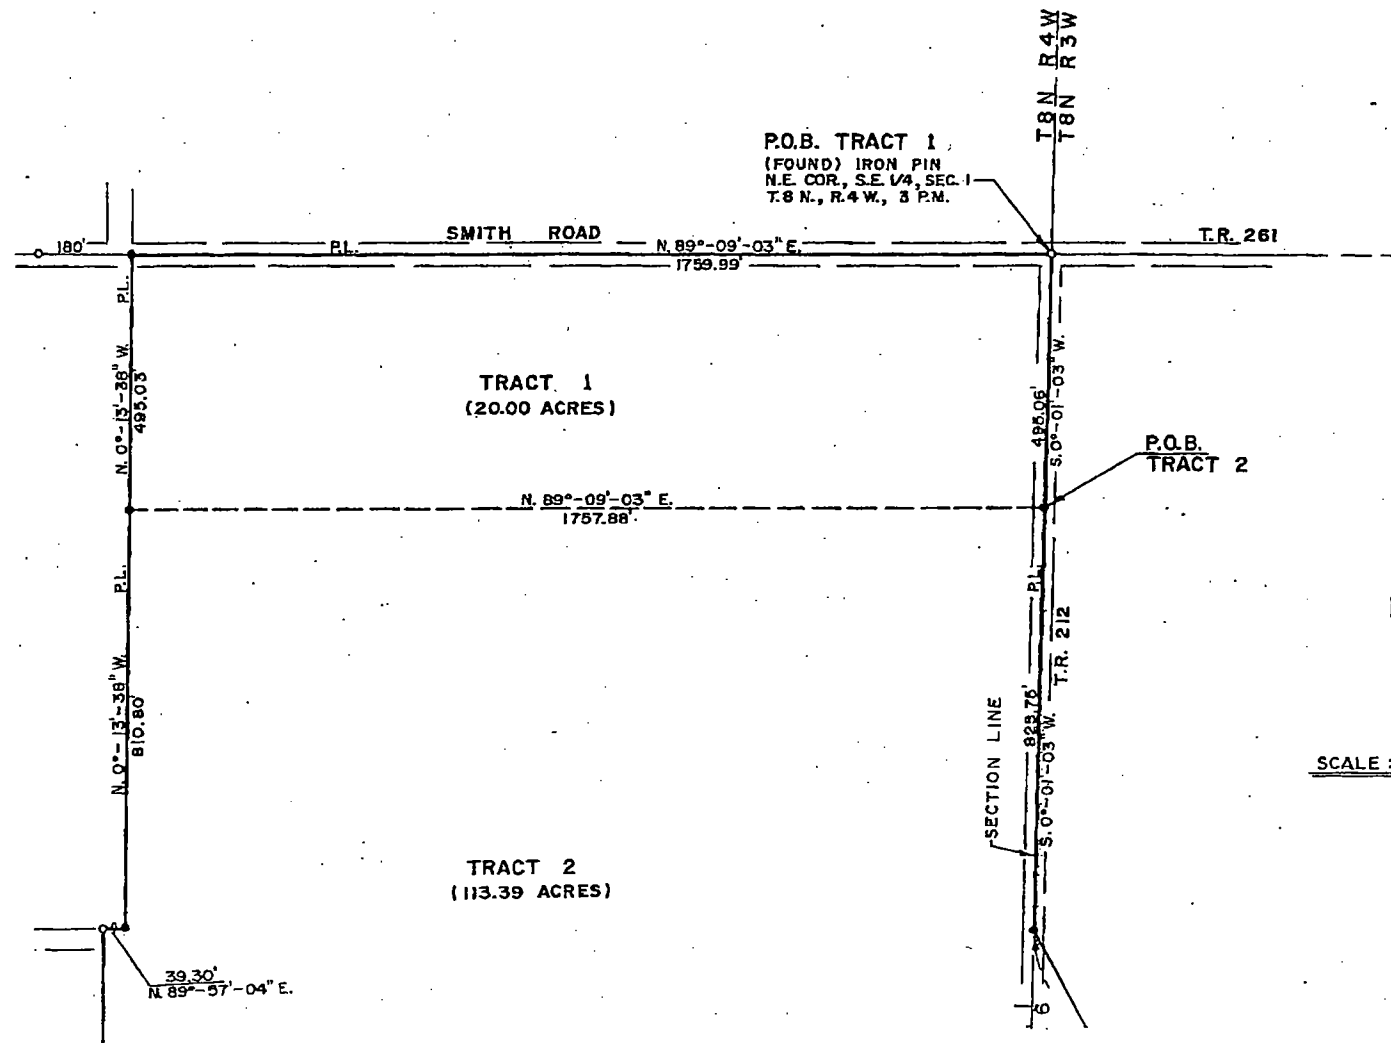 T8N R4W
T8N R3W
P.O.B. TRACT 1
(FOUND) IRON PIN
N.E. COR., S.E. 1/4, SEC. 1
T.8 N., R.4 W., 3 P.M.
180'
P.L.
SMITH ROAD
N. 89°-09'-03" E.
1759.99'
T.R. 261
P.L.
N. 0°-13'-38" W.
495.03'
TRACT 1
(20.00 ACRES)
495.06'
S. 0°-01'-03" W.
P.O.B.
TRACT 2
N. 89°-09'-03" E.
1757.88'
P.L.
P.L.
T.R. 212
N. 0°-13'-38" W.
810.80'
SECTION LINE
S. 0°-01'-03" W.
SCALE
TRACT 2
(113.39 ACRES)
39.30'
N. 89°-57'-04" E.